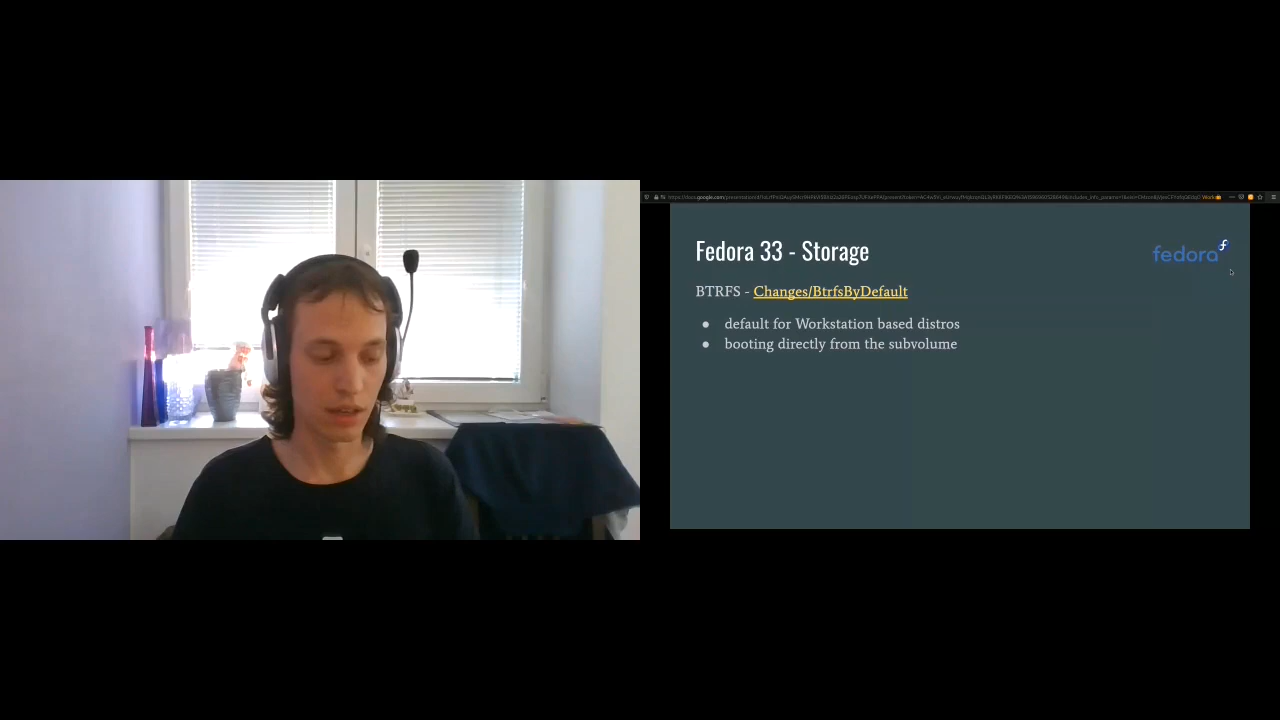 Fedora 33 - Storage
fedora
BTRFS - Changes/BtrfsByDefault
● default for Workstation based distros
● booting directly from the subvolume